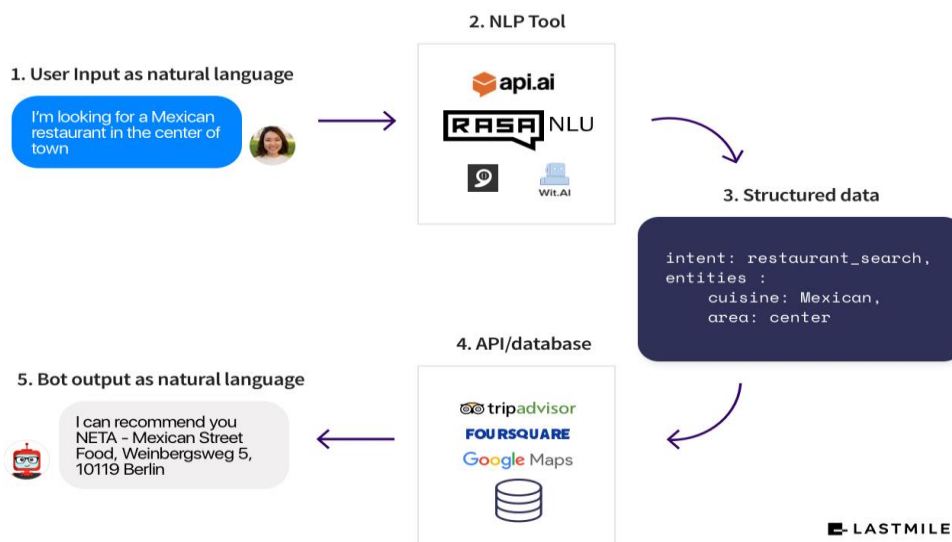 1. User Input as natural language
I'm looking for a Mexican
restaurant in the center of
town
2. NLP Tool
api.ai
RASA NLU
Wit.AI
3. Structured data
intent: restaurant_search,
entities :
cuisine: Mexican,
area: center
4. API/database
tripadvisor
FOURSQUARE
Google Maps
5. Bot output as natural language
I can recommend you
NETA - Mexican Street
Food, Weinbergsweg 5,
10119 Berlin
LASTMILE